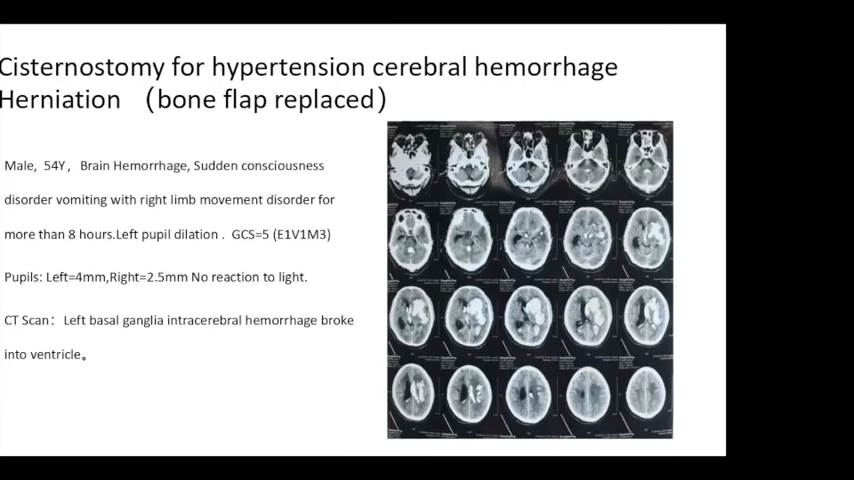 Cisternostomy for hypertension cerebral hemorrhage
Herniation （bone flap replaced）
Male, 54Y， Brain Hemorrhage, Sudden consciousness
disorder vomiting with right limb movement disorder for
more than 8 hours.Left pupil dilation . GCS=5 (E1V1M3)
Pupils: Left=4mm,Right=2.5mm No reaction to light.
CT Scan： Left basal ganglia intracerebral hemorrhage broke
into ventricle。